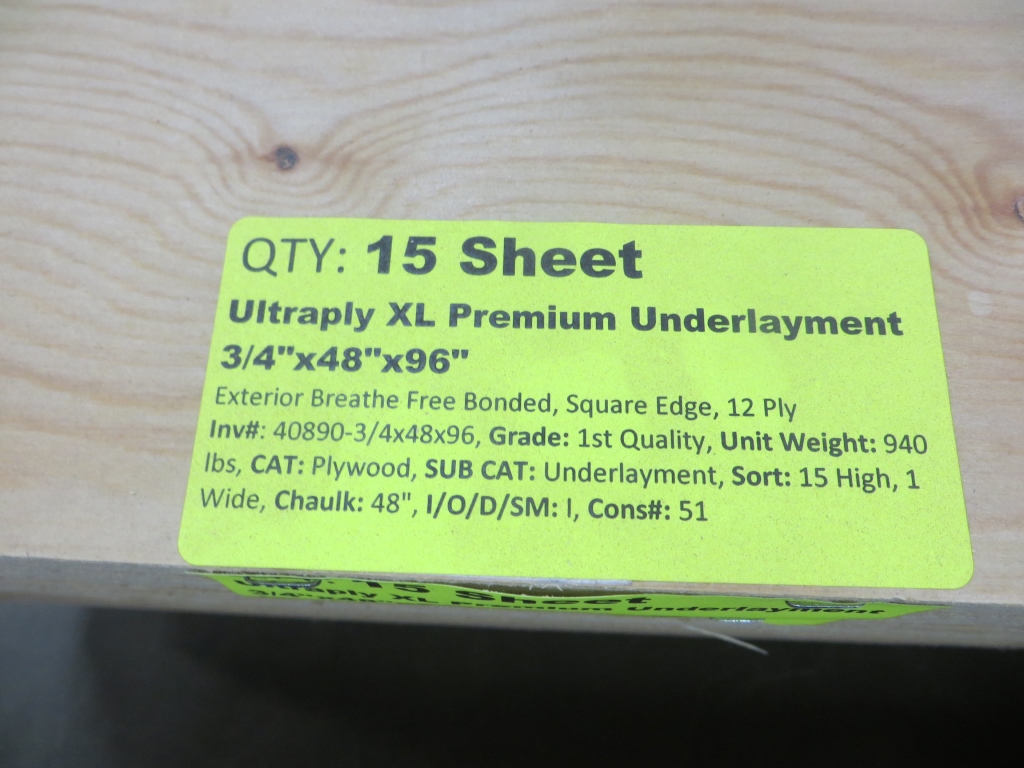 QTY: 15 Sheet
Ultraply XL Premium Underlayment
3/4"x48"x96"
Exterior Breathe Free Bonded, Square Edge, 12 Ply
Inv#: 40890-3/4x48x96, Grade: 1st Quality, Unit Weight: 940
lbs, CAT: Plywood, SUB CAT: Underlayment, Sort: 15 High, 1
Wide, Chaulk: 48", I/O/D/SM: I, Cons#: 51
15 Sheet
XL Premium Underlayment